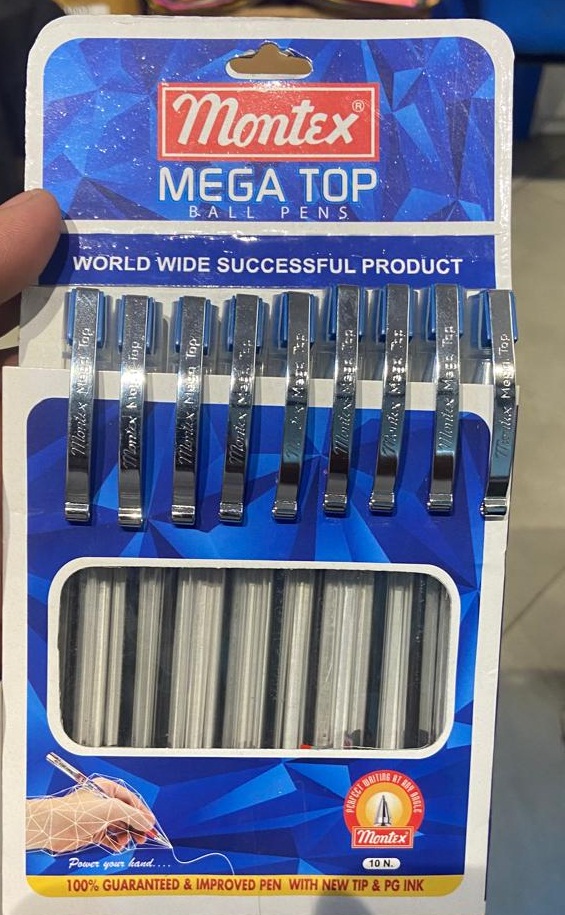 Montex®
MEGA TOP
BALL PENS
WORLD WIDE SUCCESSFUL PRODUCT
Montex Mega Top
Montex Mega Top
Montex Mega Top
Montex Mega Top
Montex Mega Top
Montex Mega Top
Montex Mega Top
Montex Mega Top
Montex Mega Top
PERFECT WRITING AT ANY ANGLE
Montex®
Power your hand....
10 N.
100% GUARANTEED & IMPROVED PEN WITH NEW TIP & PG INK